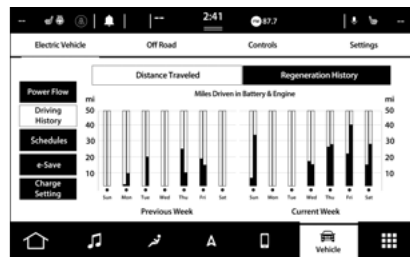 -- -- 2:41 FM 87.7 --
Electric Vehicle Off Road Controls Settings
Distance Traveled Regeneration History
Power Flow
Driving
History
Schedules
e-Save
Charge
Setting
Miles Driven in Battery & Engine
mi mi
50 50
40 40
30 30
20 20
10 10
Sun Mon Tue Wed Thu Fri Sat Sun Mon Tue Wed Thu Fri Sat
Previous Week Current Week
Vehicle